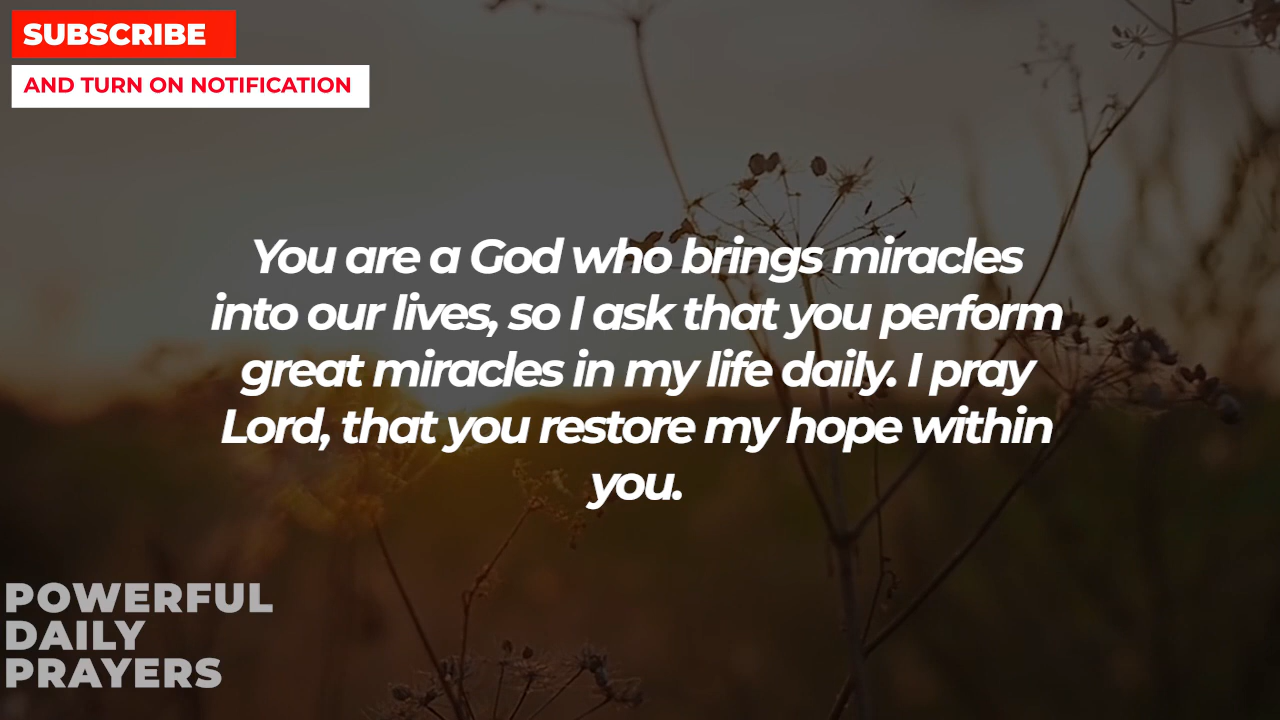 SUBSCRIBE
AND TURN ON NOTIFICATION
You are a God who brings miracles
into our lives, so I ask that you perform
great miracles in my life daily. I pray
Lord, that you restore my hope within
you.
POWERFUL
DAILY
PRAYERS